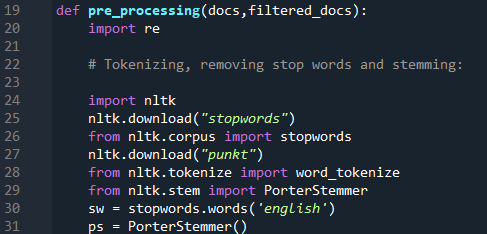 19 def pre_processing(docs,filtered_docs):
20     import re
21
22     # Tokenizing, removing stop words and stemming:
23
24     import nltk
25     nltk.download("stopwords")
26     from nltk.corpus import stopwords
27     nltk.download("punkt")
28     from nltk.tokenize import word_tokenize
29     from nltk.stem import PorterStemmer
30     sw = stopwords.words('english')
31     ps = PorterStemmer()